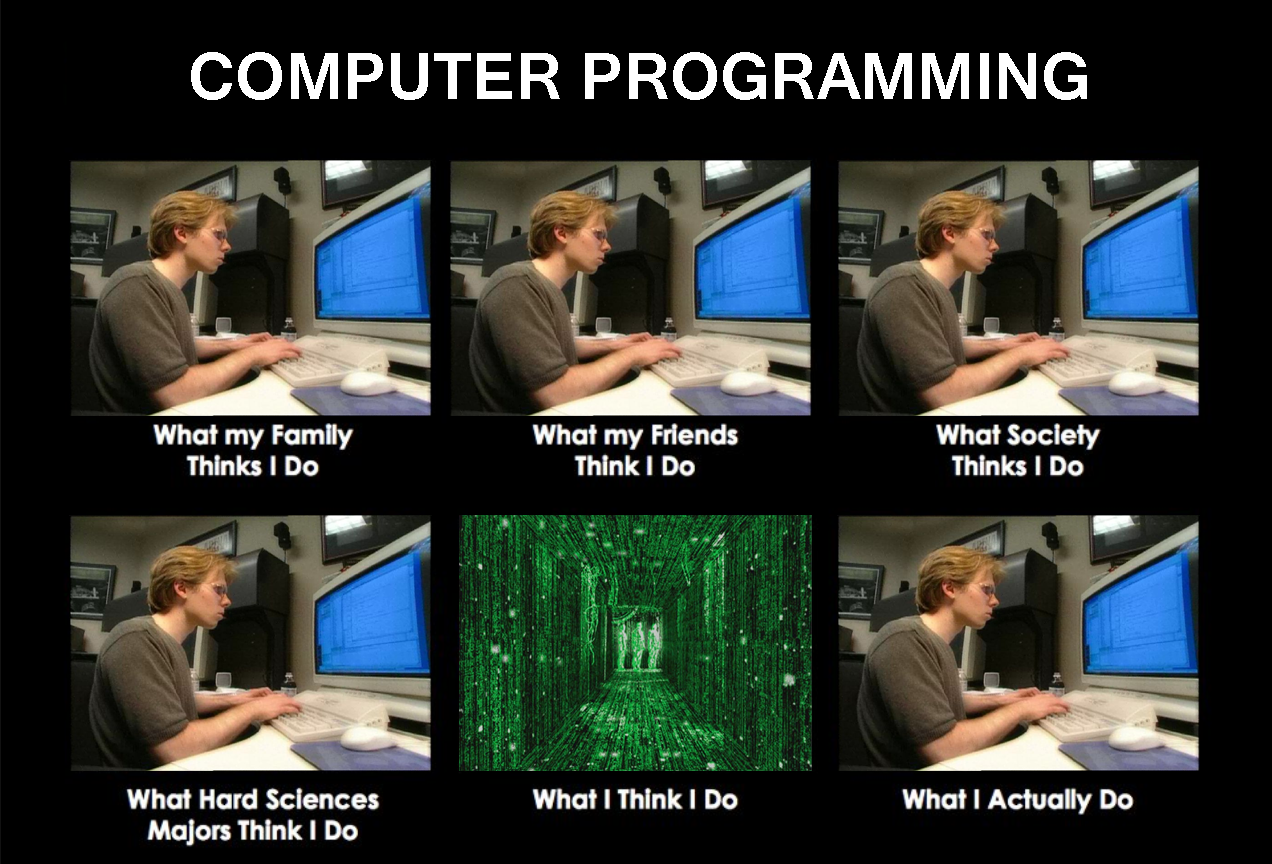 COMPUTER PROGRAMMING
What my Family
Thinks I Do
What my Friends
Think I Do
What Society
Thinks I Do
What Hard Sciences
Majors Think I Do
What I Think I Do
What I Actually Do